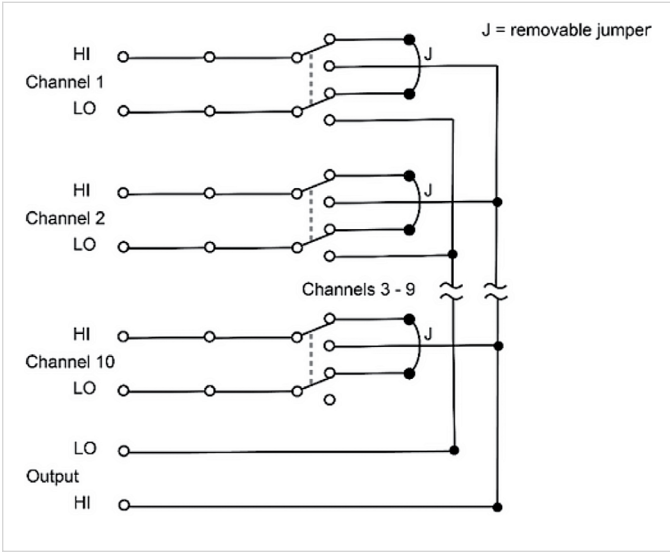 J = removable jumper
HI
J
Channel 1
LO
HI
J
Channel 2
LO
Channels 3 - 9
HI
J
Channel 10
LO
LO
Output
HI